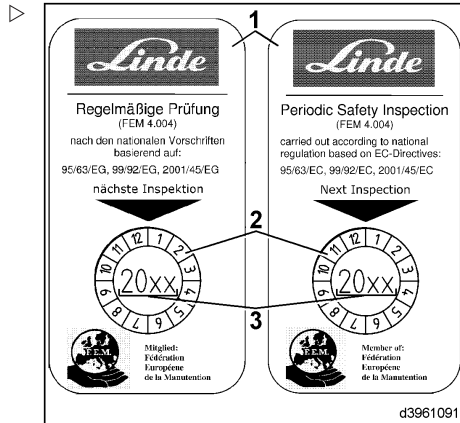 1
Linde
Regelmäßige Prüfung
(FEM 4.004)
nach den nationalen Vorschriften
basierend auf:
95/63/EG, 99/92/EG, 2001/45/EG
nächste Inspektion
1 2 3 4 5 6 7 8 9 10 11 12
20xx
F.E.M.
Mitglied:
Fédération
Européene
de la Manutention
Linde
Periodic Safety Inspection
(FEM 4.004)
carried out according to national
regulation based on EC-Directives:
95/63/EC, 99/92/EC, 2001/45/EC
Next Inspection
1 2 3 4 5 6 7 8 9 10 11 12
20xx
F.E.M.
Member of:
Fédération
Européene
de la Manutention
2
3
d3961091